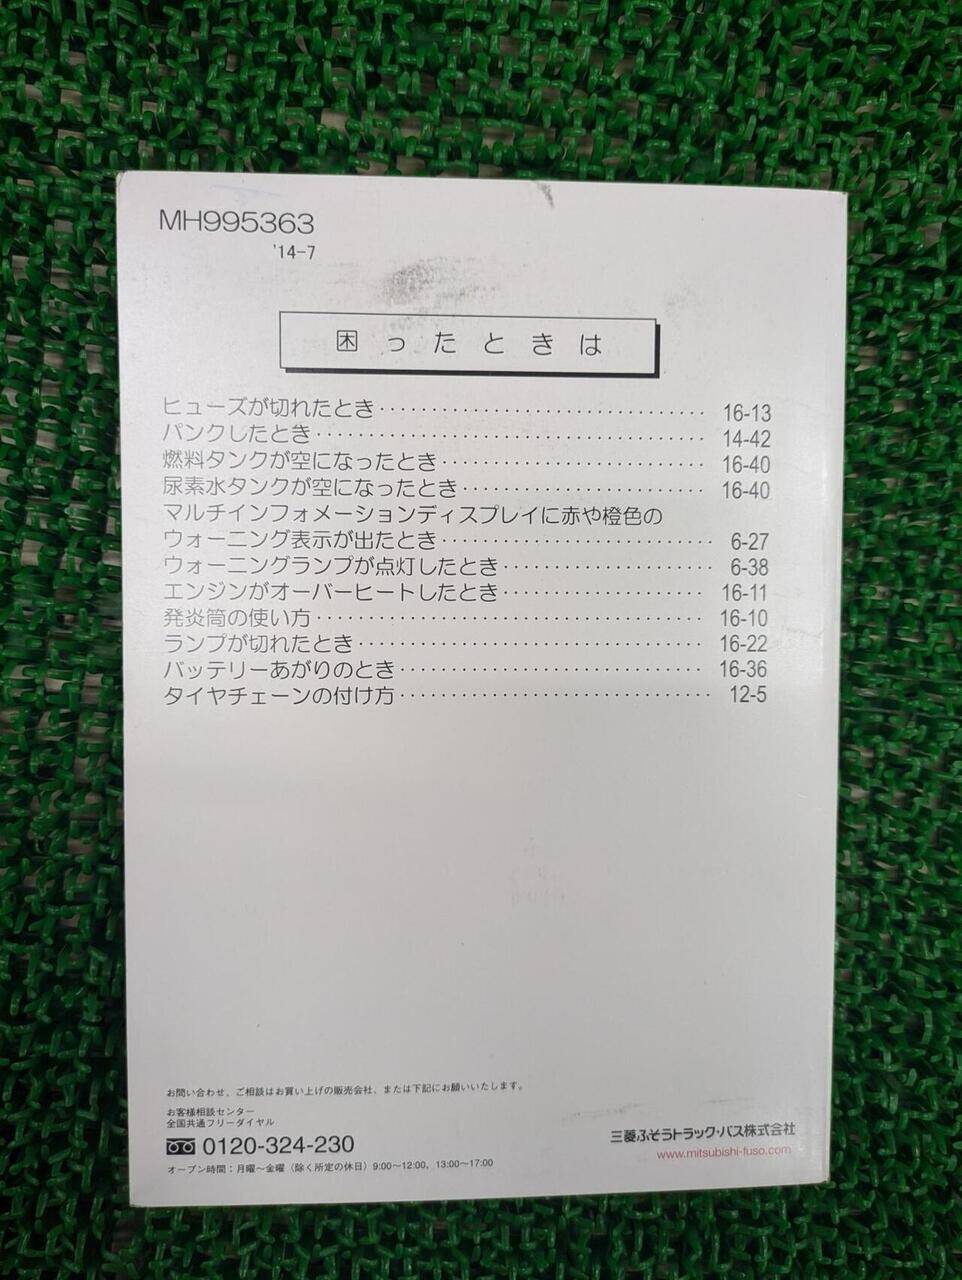 MH995363
'14-7
困ったときは
ヒューズが切れたとき 16-13
パンクしたとき 14-42
燃料タンクが空になったとき 16-40
尿素水タンクが空になったとき 16-40
マルチインフォメーションディスプレイに赤や橙色の
ウォーニング表示が出たとき 6-27
ウォーニングランプが点灯したとき 6-38
エンジンがオーバーヒートしたとき 16-11
発炎筒の使い方 16-10
ランプが切れたとき 16-22
バッテリーあがりのとき 16-36
タイヤチェーンの付け方 12-5
お問い合わせ、ご相談はお買い上げの販売会社、または下記にお願いいたします。
お客様相談センター
全国共通フリーダイヤル
0120-324-230
オープン時間：月曜～金曜（除く所定の休日）9:00～12:00、13:00～17:00
三菱ふそうトラック・バス株式会社
www.mitsubishi-fuso.com